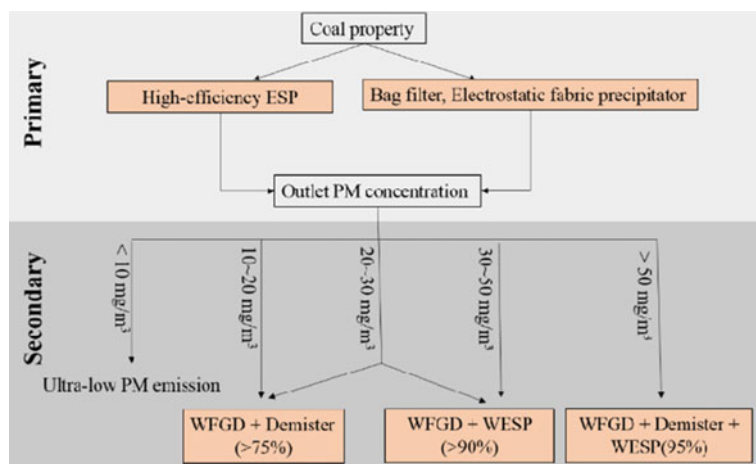 Primary
Coal property
High-efficiency ESP
Bag filter, Electrostatic fabric precipitator
Outlet PM concentration
Secondary
< 10 mg/m³
10~20 mg/m³
20~30 mg/m³
30~50 mg/m³
> 50 mg/m³
Ultra-low PM emission
WFGD + Demister
(>75%)
WFGD + WESP
(>90%)
WFGD + Demister +
WESP(95%)